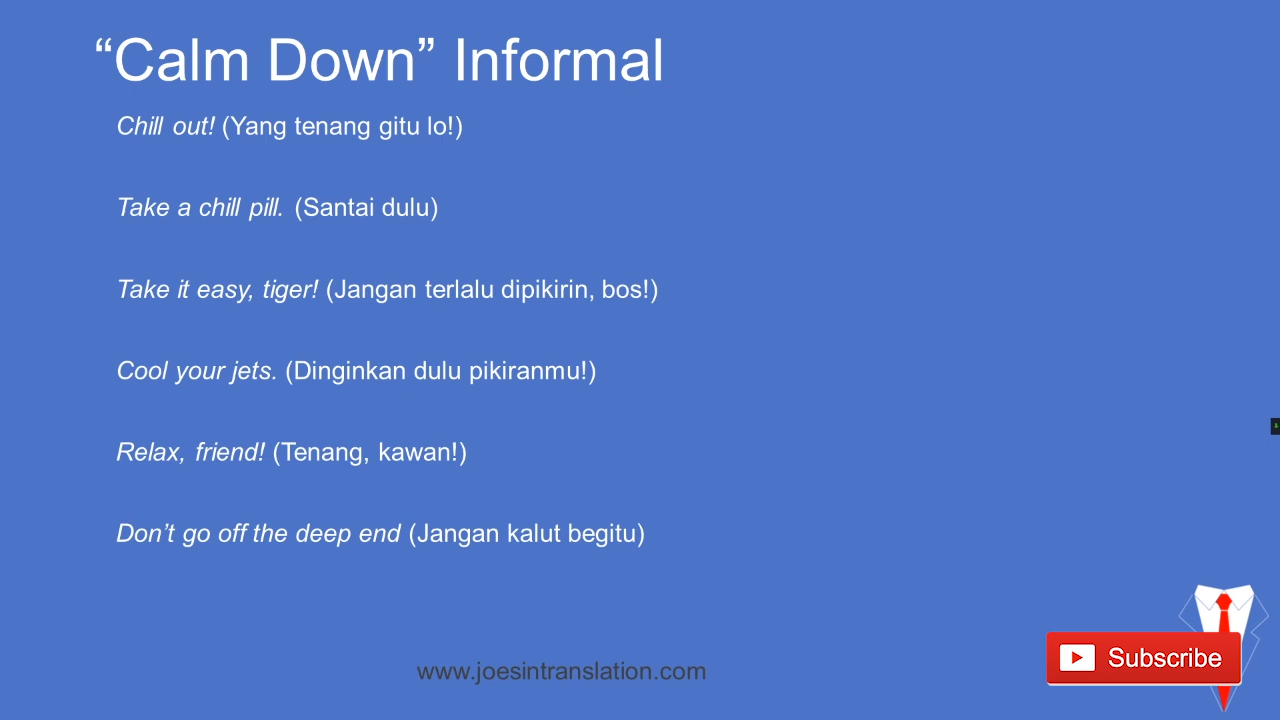 “Calm Down” Informal
Chill out! (Yang tenang gitu lo!)
Take a chill pill. (Santai dulu)
Take it easy, tiger! (Jangan terlalu dipikirin, bos!)
Cool your jets. (Dinginkan dulu pikiranmu!)
Relax, friend! (Tenang, kawan!)
Don’t go off the deep end (Jangan kalut begitu)
www.joesintranslation.com
Subscribe